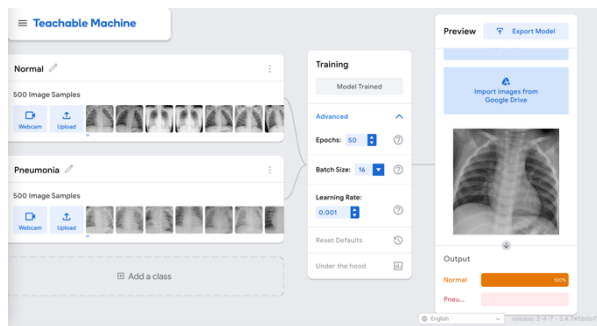 Teachable Machine
Normal
500 Image Samples
Webcam
Upload
Pneumonia
500 Image Samples
Webcam
Upload
Add a class
Training
Model Trained
Advanced
Epochs: 50
Batch Size: 16
Learning Rate:
0.001
Reset Defaults
Under the hood
Preview
Export Model
Import images from
Google Drive
Output
Normal
100%
Pneu...
English